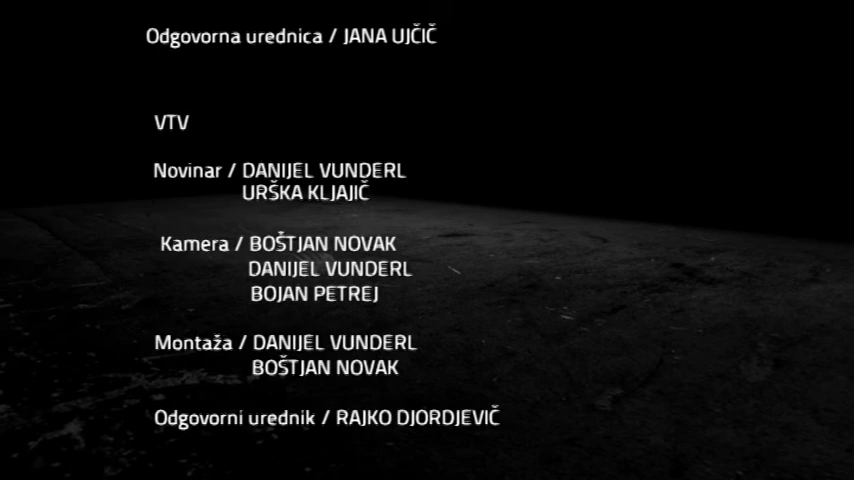 Odgovorna urednica / JANA UJČIČ
VTV
Novinar / DANIJEL VUNDERL
URŠKA KLJAJIČ
Kamera / BOŠTJAN NOVAK
DANIJEL VUNDERL
BOJAN PETREJ
Montaža / DANIJEL VUNDERL
BOŠTJAN NOVAK
Odgovorni urednik / RAJKO DJORDJEVIČ